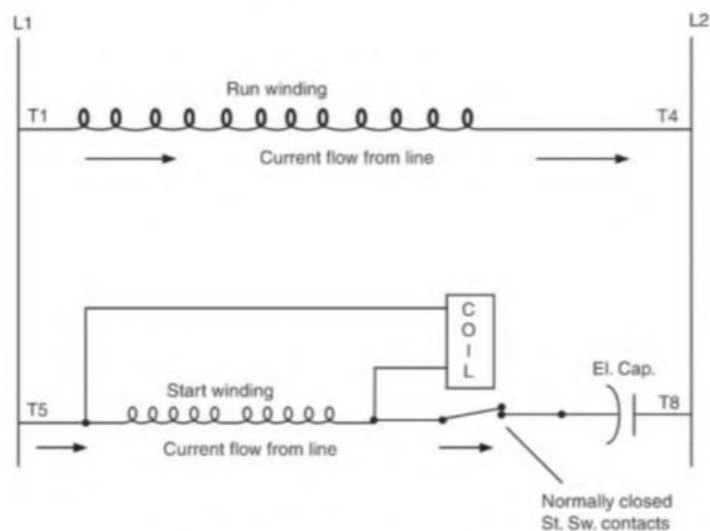 L1
L2
Run winding
T1
T4
Current flow from line
C
O
I
L
El. Cap.
Start winding
T5
T8
Current flow from line
Normally closed
St. Sw. contacts